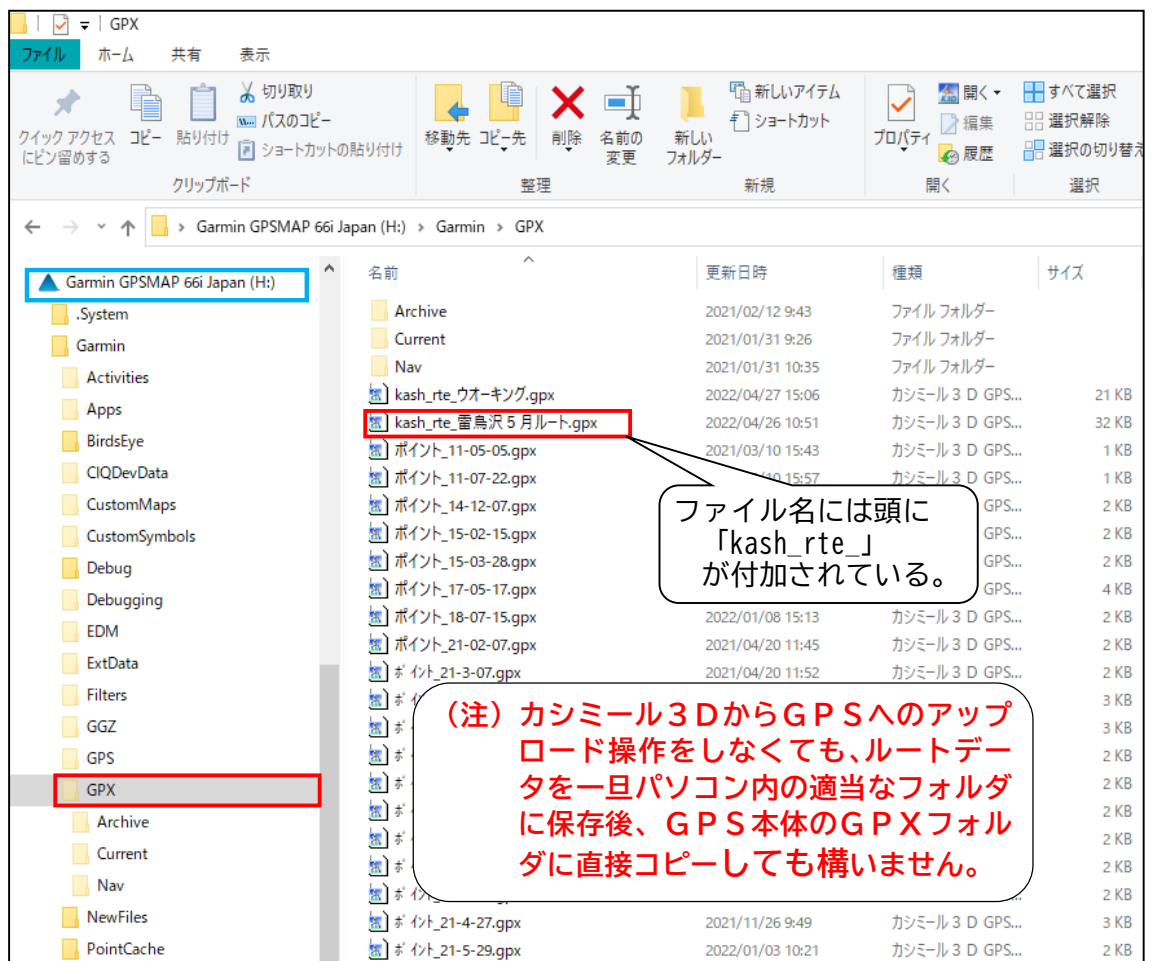 GPX
ファイル ホーム 共有 表示
クイック アクセス
にピン留めする
コピー
貼り付け
切り取り
パスのコピー
ショートカットの貼り付け
移動先
コピー先
削除
名前の
変更
新しい
フォルダー
新しいアイテム
ショートカット
プロパティ
開く
編集
履歴
すべて選択
選択解除
選択の切り替え
クリップボード 整理 新規 開く 選択
Garmin GPSMAP 66i Japan (H:) › Garmin › GPX
Garmin GPSMAP 66i Japan (H:)
.System
Garmin
Activities
Apps
BirdsEye
CIQDevData
CustomMaps
CustomSymbols
Debug
Debugging
EDM
ExtData
Filters
GGZ
GPS
GPX
Archive
Current
Nav
NewFiles
PointCache
名前 更新日時 種類 サイズ
Archive 2021/02/12 9:43 ファイル フォルダー
Current 2021/01/31 9:26 ファイル フォルダー
Nav 2021/01/31 10:35 ファイル フォルダー
kash_rte_ウオーキング.gpx 2022/04/27 15:06 カシミール 3 D GPS... 21 KB
kash_rte_雷鳥沢５月ルート.gpx 2022/04/26 10:51 カシミール 3 D GPS... 32 KB
ポイント_11-05-05.gpx 2021/03/10 15:43 カシミール 3 D GPS... 1 KB
ポイント_11-07-22.gpx 15:57 カシミール 3 D GPS... 1 KB
ポイント_14-12-07.gpx GPS... 2 KB
ポイント_15-02-15.gpx GPS... 2 KB
ポイント_15-03-28.gpx GPS... 2 KB
ポイント_17-05-17.gpx GPS... 4 KB
ポイント_18-07-15.gpx 2022/01/08 15:13 カシミール 3 D GPS... 2 KB
ポイント_21-02-07.gpx 2021/04/20 11:45 カシミール 3 D GPS... 2 KB
ﾎﾟｲﾝﾄ_21-3-07.gpx 2021/04/20 11:52 カシミール 3 D GPS... 2 KB
3 KB
3 KB
2 KB
2 KB
2 KB
2 KB
2 KB
ﾎﾟｲﾝﾄ_21-4-27.gpx 2021/11/26 9:49 カシミール 3 D GPS... 3 KB
ﾎﾟｲﾝﾄ_21-5-29.gpx 2022/01/03 10:21 カシミール 3 D GPS... 2 KB
ファイル名には頭に
「kash_rte_」
が付加されている。
（注）カシミール３ＤからＧＰＳへのアップ
ロード操作をしなくても、ルートデー
タを一旦パソコン内の適当なフォルダ
に保存後、ＧＰＳ本体のＧＰＸフォル
ダに直接コピーしても構いません。